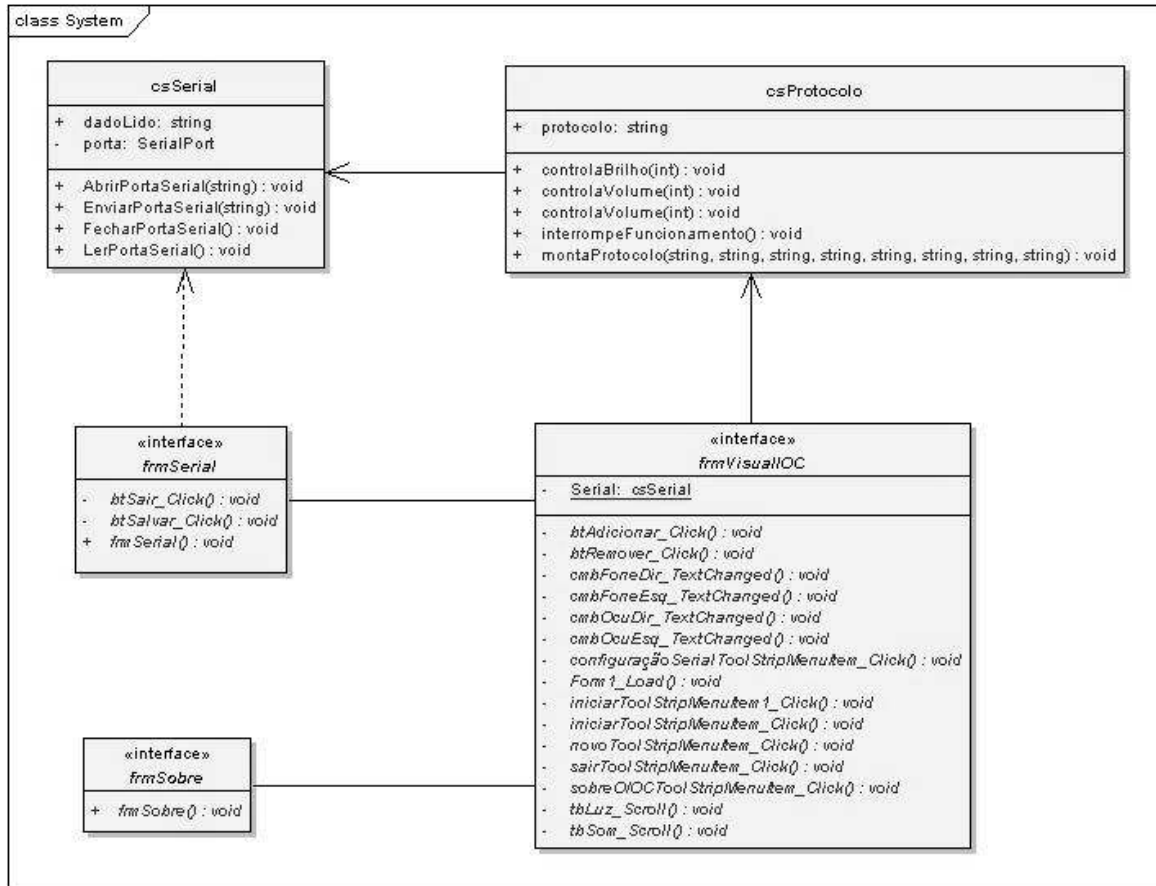 class System
csSerial
+ dadoLido: string
- porta: SerialPort
+ AbrirPortaSerial(string) : void
+ EnviarPortaSerial(string) : void
+ FecharPortaSerial() : void
+ LerPortaSerial() : void
csProtocolo
+ protocolo: string
+ controlaBrilho(int) : void
+ controlaVolume(int) : void
+ controlaVolume(int) : void
+ interrompeFuncionamento() : void
+ montaProtocolo(string, string, string, string, string, string, string, string) : void
«interface»
frmSerial
- btSair_Click() : void
- btSalvar_Click() : void
+ frmSerial() : void
«interface»
frmVisualIOC
- Serial: csSerial
- btAdicionar_Click() : void
- btRemover_Click() : void
- cmbFoneDir_TextChanged() : void
- cmbFoneEsq_TextChanged() : void
- cmbOcuDir_TextChanged() : void
- cmbOcuEsq_TextChanged() : void
- configuraçãoSerialToolStripMenuItem_Click() : void
- Form1_Load() : void
- iniciarToolStripMenuItem1_Click() : void
- iniciarToolStripMenuItem_Click() : void
- novoToolStripMenuItem_Click() : void
- sairToolStripMenuItem_Click() : void
- sobreOIOCToolStripMenuItem_Click() : void
- tbLuz_Scroll() : void
- tbSom_Scroll() : void
«interface»
frmSobre
+ frmSobre() : void